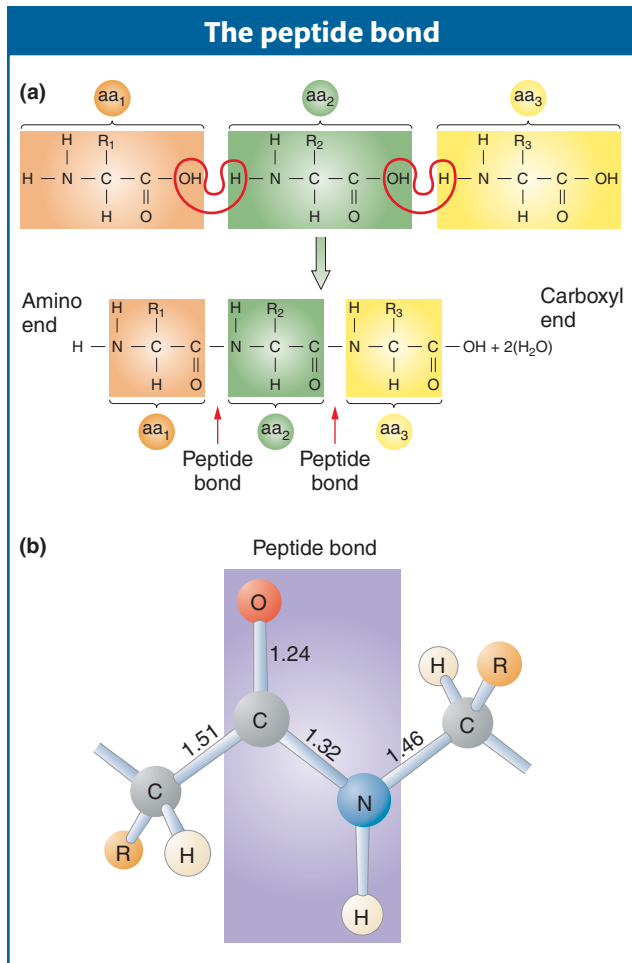 The peptide bond
(a)
aa₁ aa₂ aa₃
H H H
R₁ R₂ R₃
H — N — C — C — OH H — N — C — C — OH H — N — C — C — OH
H O H O H O
Amino
end
Carboxyl
end
H R₁ H R₂ H R₃
H — N — C — C — N — C — C — N — C — C — OH + 2(H₂O)
H O H O H O
aa₁ aa₂ aa₃
Peptide
bond
Peptide
bond
(b)
Peptide bond
O
1.24
H R
C C
1.51 1.32 1.46
C N
R H
H